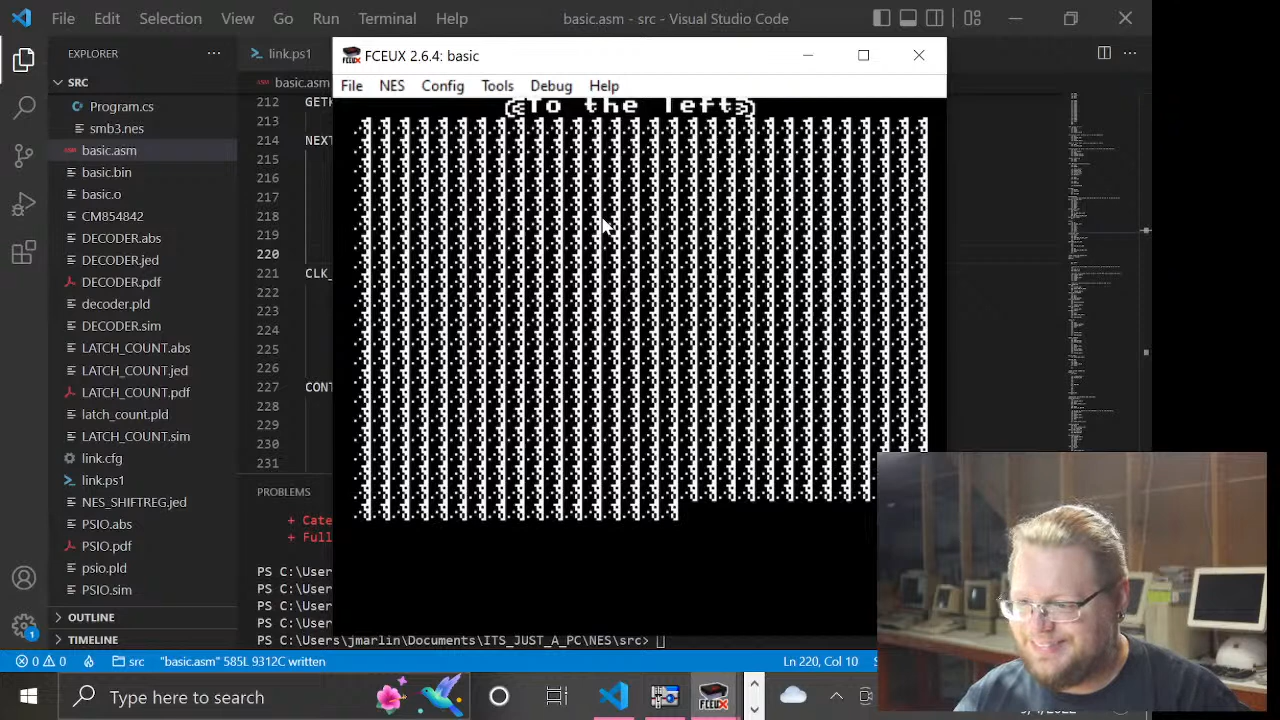 File Edit Selection View Go Run Terminal Help basic.asm - src - Visual Studio Code
EXPLORER ... link.ps1
FCEUX 2.6.4: basic
FCEUX
File NES Config Tools Debug Help
SRC
basic.asm
Program.cs
smb3.nes
basic.asm
basic.bin
basic.o
CM854842
DECODER.abs
DECODER.jed
DECODER.pdf
decoder.pld
DECODER.sim
LATCH_COUNT.abs
LATCH_COUNT.jed
LATCH_COUNT.pdf
latch_count.pld
LATCH_COUNT.sim
link.cfg
link.ps1
NES_SHIFTREG.jed
PSIO.abs
PSIO.pdf
psio.pld
PSIO.sim
OUTLINE
TIMELINE
212 GETK
213
214 NEXT
215
216
217
218
219
220
221 CLK_
222
223
224
225
226
227 CONT
228
229
230
231
To the left
PROBLEMS
+ Cate
+ Full
PS C:\User
PS C:\User
PS C:\User
PS C:\User
PS C:\Users\jmarlin\Documents\ITS_JUST_A_PC\NES\src>
1
0 0 src "basic.asm" 585L 9312C written Ln 220, Col 10
Type here to search